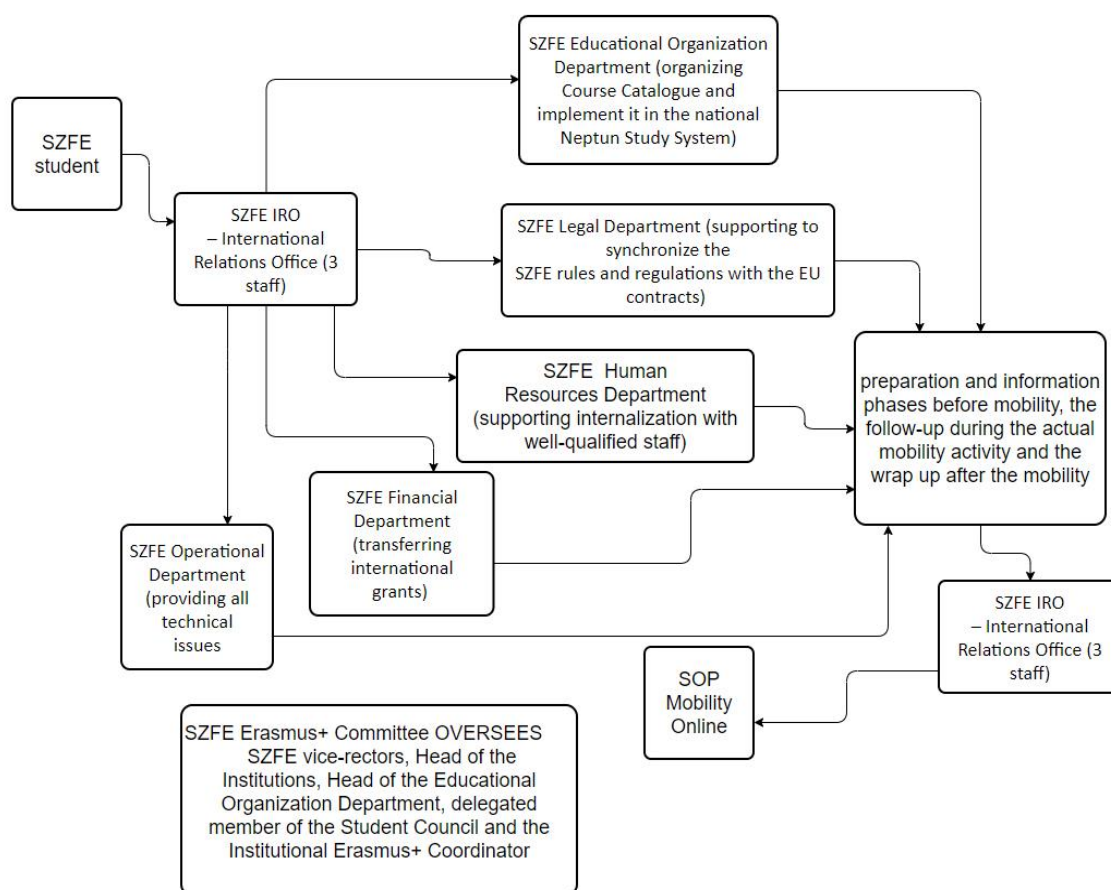 SZFE
student
SZFE IRO
– International
Relations Office (3
staff)
SZFE Educational Organization
Department (organizing
Course Catalogue and
implement it in the national
Neptun Study System)
SZFE Legal Department (supporting to
synchronize the
SZFE rules and regulations with the EU
contracts)
SZFE Human
Resources Department
(supporting internalization with
well-qualified staff)
SZFE Financial
Department
(transferring
international
grants)
SZFE Operational
Department
(providing all
technical
issues
preparation and information
phases before mobility, the
follow-up during the actual
mobility activity and the
wrap up after the mobility
SZFE IRO
– International
Relations Office (3
staff)
SOP
Mobility
Online
SZFE Erasmus+ Committee OVERSEES
SZFE vice-rectors, Head of the
Institutions, Head of the Educational
Organization Department, delegated
member of the Student Council and the
Institutional Erasmus+ Coordinator